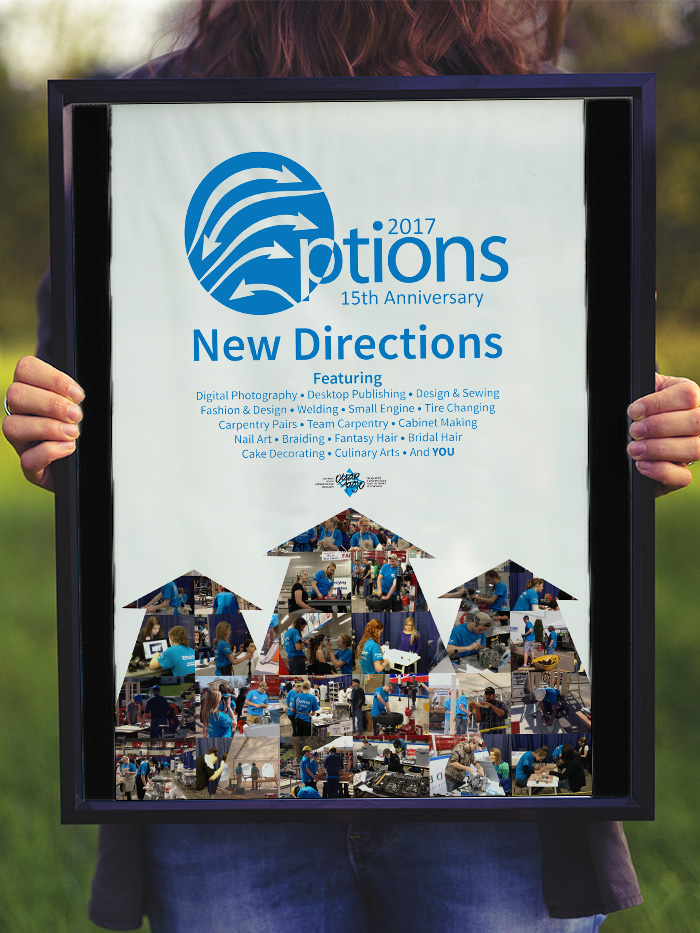 2017
Options
15th Anniversary
New Directions
Featuring
Digital Photography • Desktop Publishing • Design & Sewing
Fashion & Design • Welding • Small Engine • Tire Changing
Carpentry Pairs • Team Carpentry • Cabinet Making
Nail Art • Braiding • Fantasy Hair • Bridal Hair
Cake Decorating • Culinary Arts • And YOU